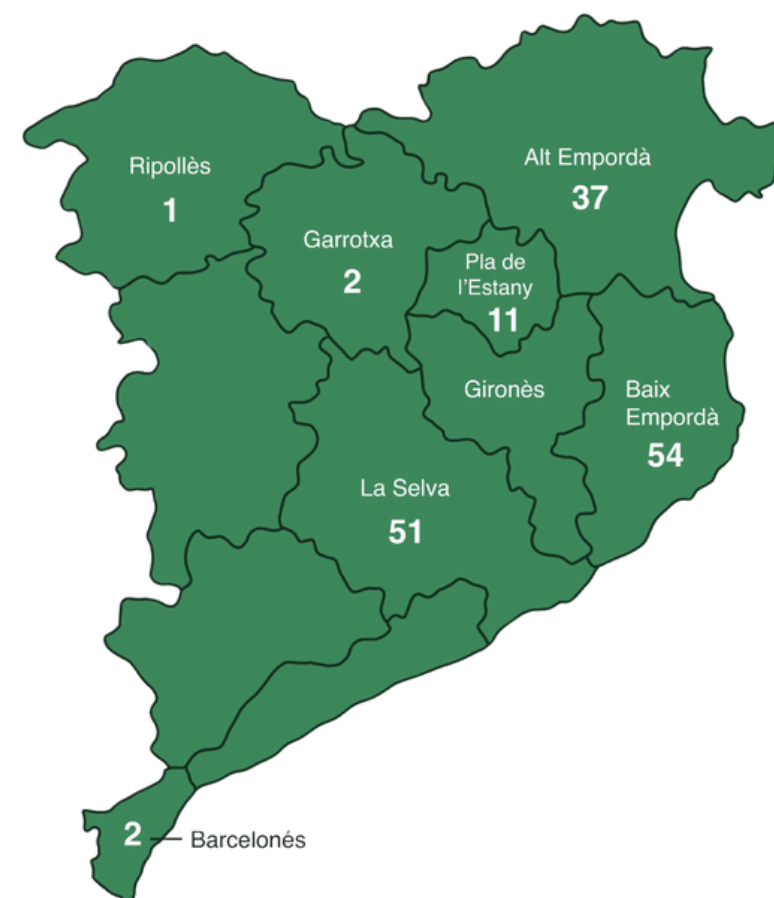 Ripollès
1
Alt Empordà
37
Garrotxa
2
Pla de
l'Estany
11
Gironès
Baix
Empordà
54
La Selva
51
2
Barcelonés